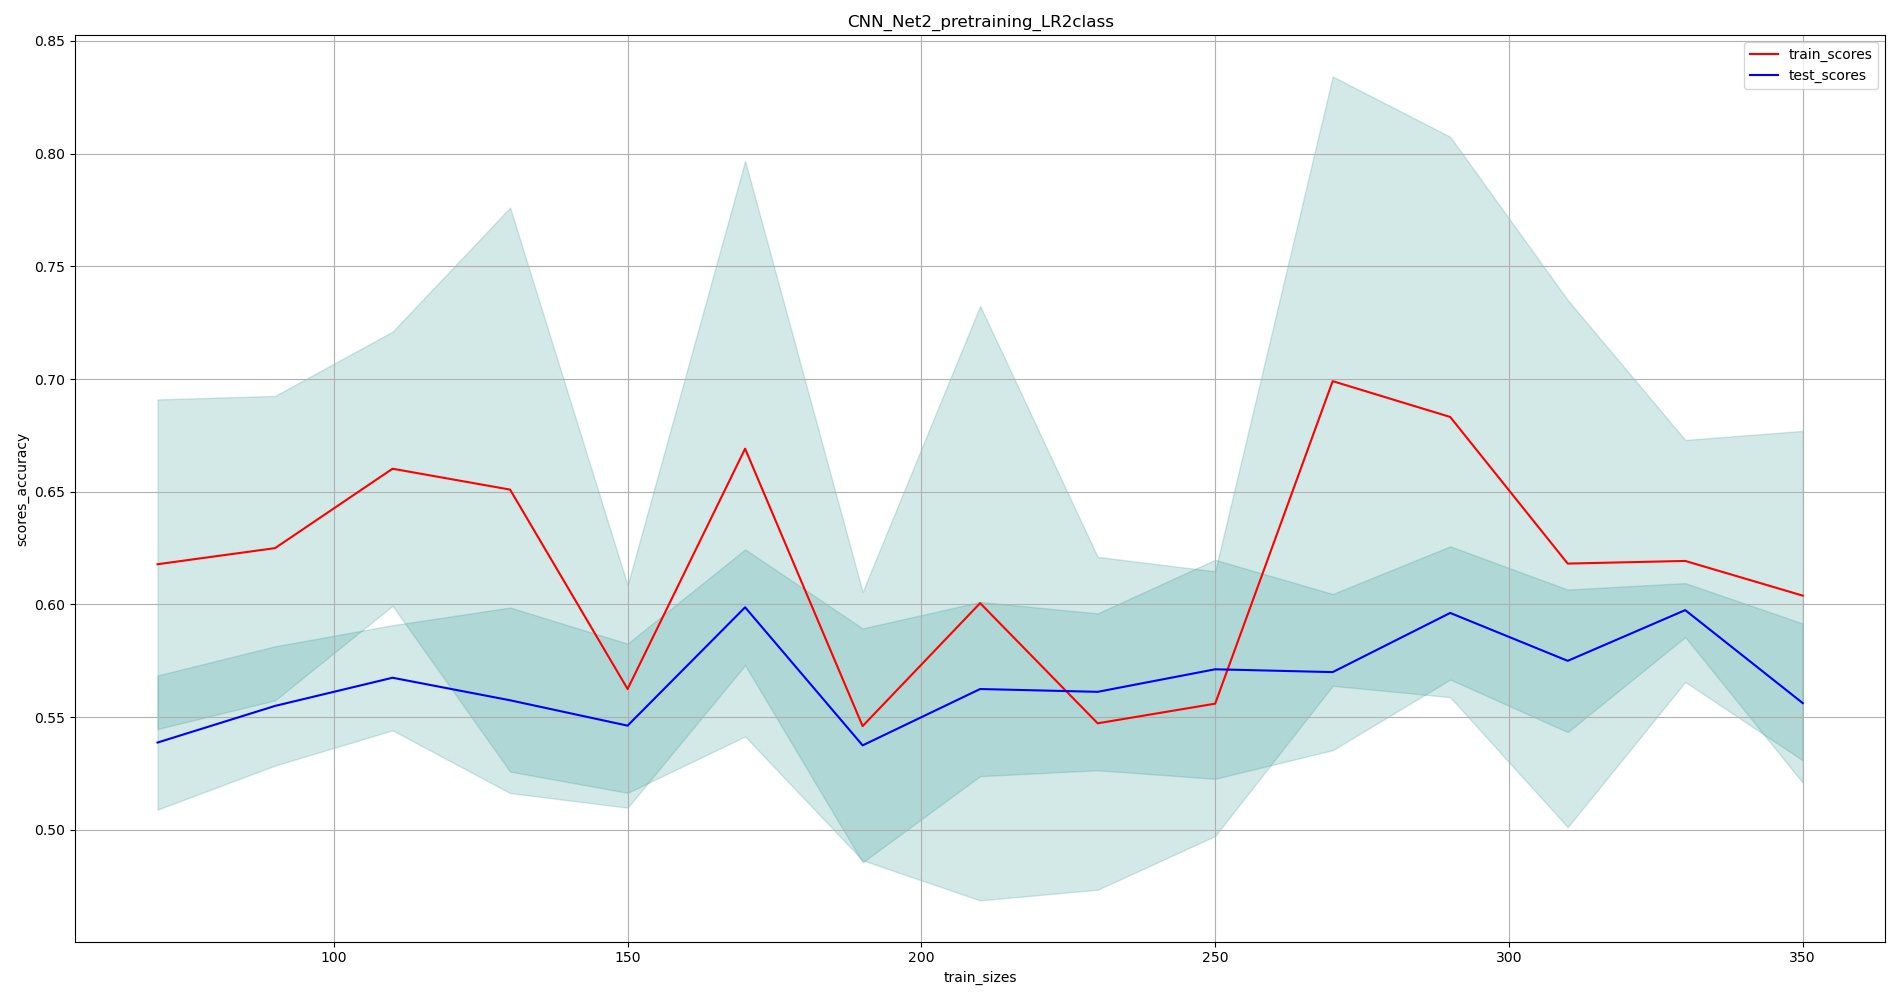 CNN_Net2_pretraining_LR2class
train_scores
test_scores
0.85
0.80
0.75
0.70
0.65
0.60
0.55
0.50
scores_accuracy
100 150 200 250 300 350
train_sizes